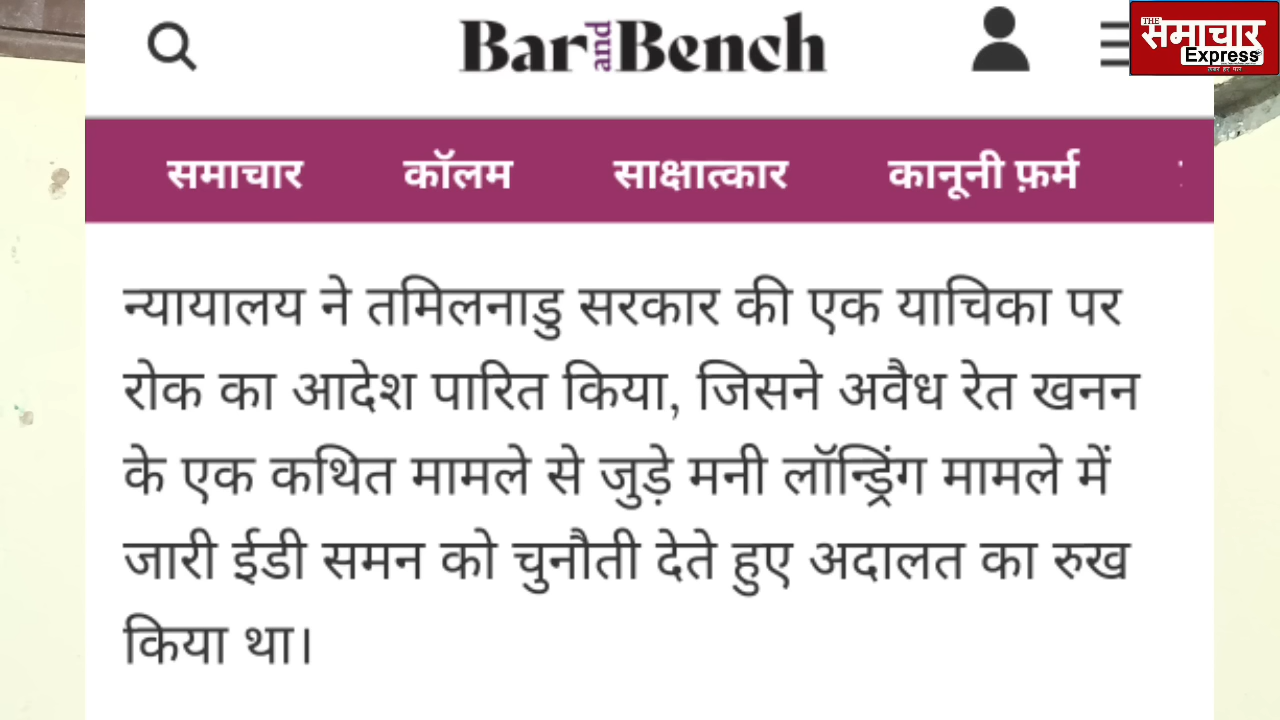 Bar and Bench
THE
समाचार
Express
समाचार कॉलम साक्षात्कार कानूनी फ़र्म
न्यायालय ने तमिलनाडु सरकार की एक याचिका पर
रोक का आदेश पारित किया, जिसने अवैध रेत खनन
के एक कथित मामले से जुड़े मनी लॉन्ड्रिंग मामले में
जारी ईडी समन को चुनौती देते हुए अदालत का रुख
किया था।